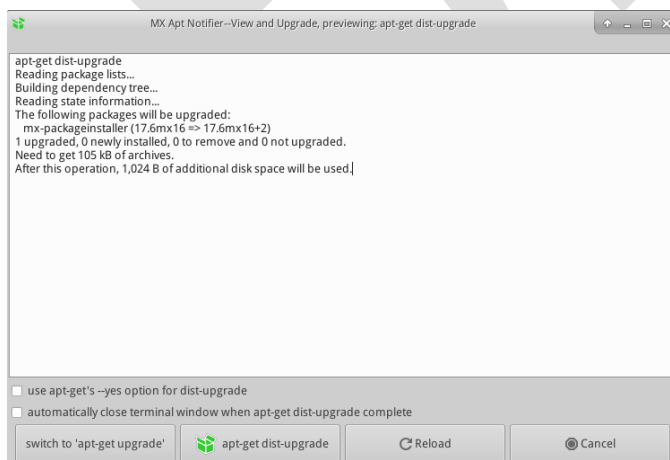 MX Apt Notifier--View and Upgrade, previewing: apt-get dist-upgrade
apt-get dist-upgrade
Reading package lists...
Building dependency tree...
Reading state information...
The following packages will be upgraded:
mx-packageinstaller (17.6mx16 => 17.6mx16+2)
1 upgraded, 0 newly installed, 0 to remove and 0 not upgraded.
Need to get 105 kB of archives.
After this operation, 1,024 B of additional disk space will be used.
use apt-get's --yes option for dist-upgrade
automatically close terminal window when apt-get dist-upgrade complete
switch to 'apt-get upgrade' apt-get dist-upgrade Reload Cancel